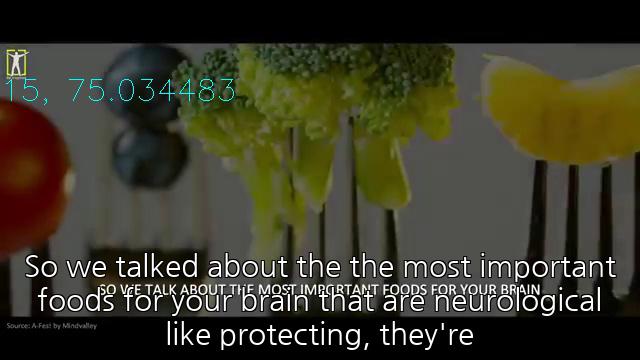 15, 75.034483
So we talked about the the most important
SO WE TALK ABOUT THE MOST IMPORTANT FOODS FOR YOUR BRAIN
foods for your brain that are neurological
like protecting, they're
Source: A-Fest by Mindvalley